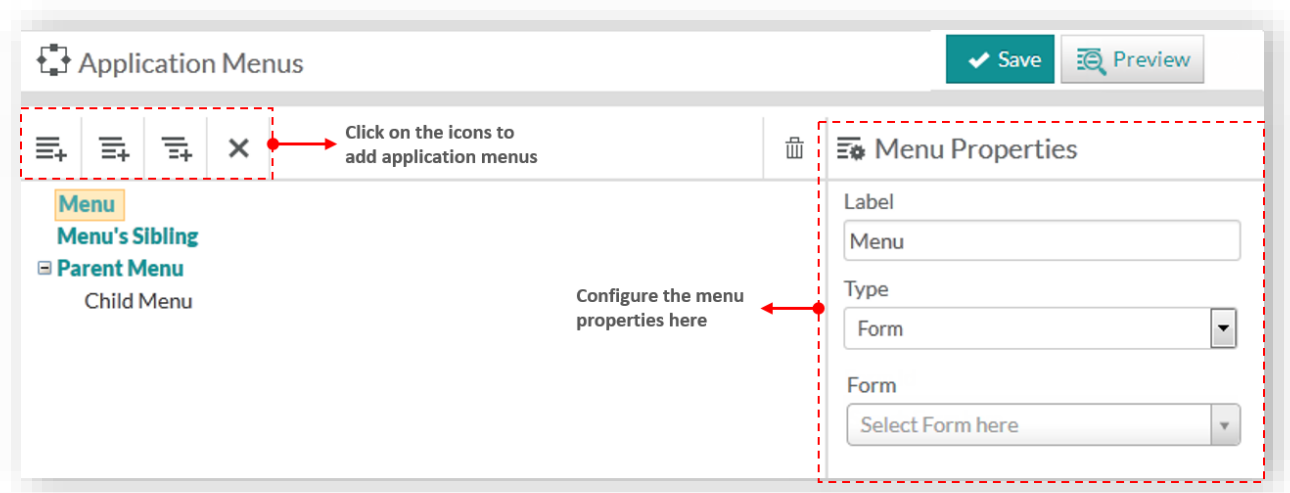 Application Menus
Save
Preview
Click on the icons to
add application menus
Menu Properties
Menu
Menu's Sibling
Parent Menu
Child Menu
Configure the menu
properties here
Label
Menu
Type
Form
Form
Select Form here